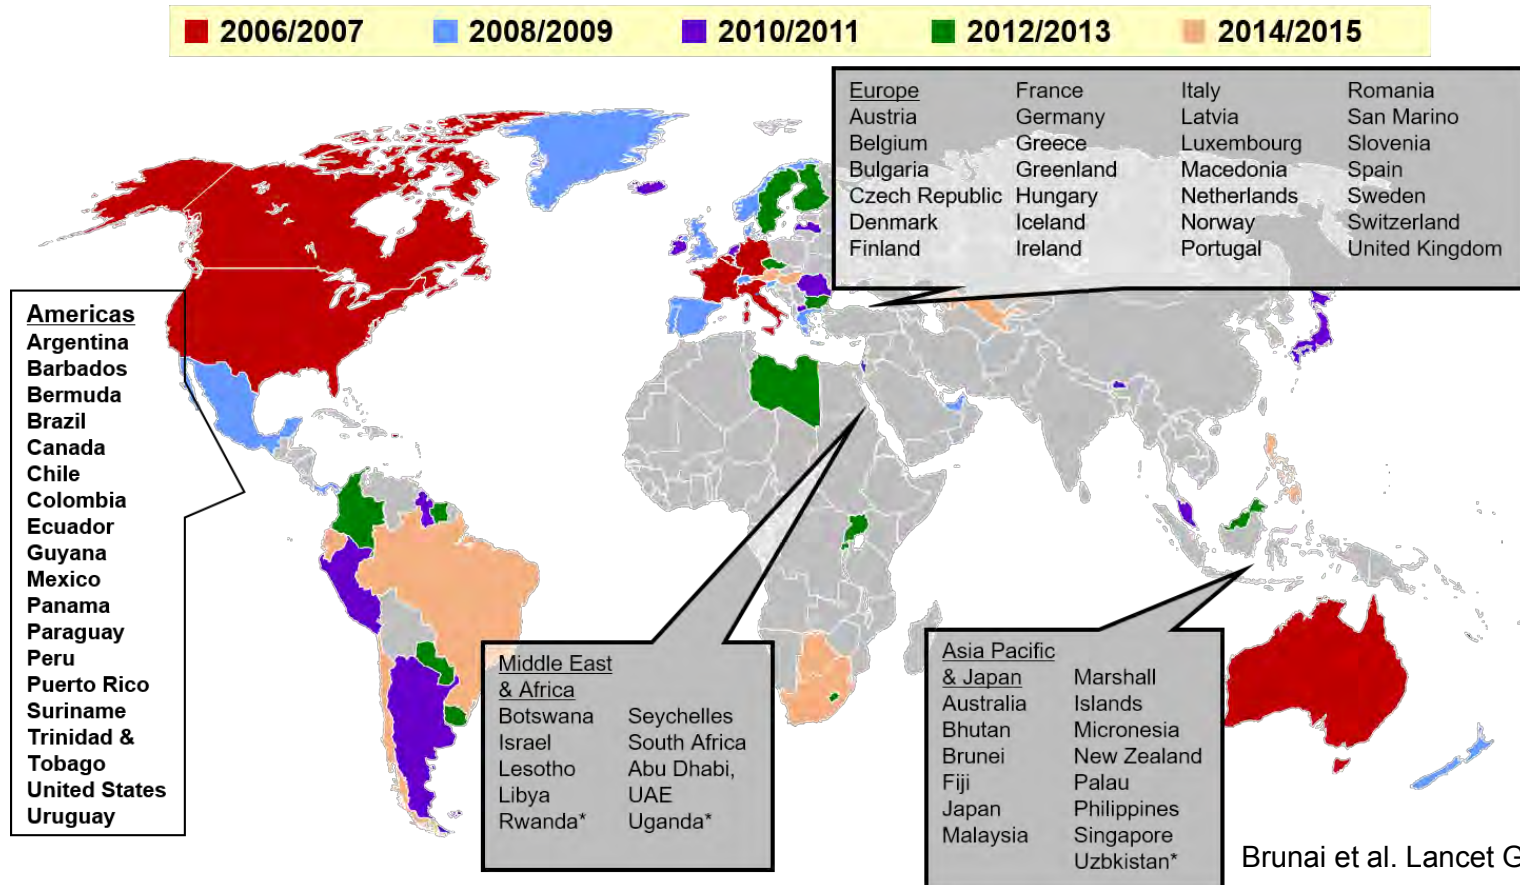 2006/2007 2008/2009 2010/2011 2012/2013 2014/2015
Europe
Austria
Belgium
Bulgaria
Czech Republic
Denmark
Finland
France
Germany
Greece
Greenland
Hungary
Iceland
Ireland
Italy
Latvia
Luxembourg
Macedonia
Netherlands
Norway
Portugal
Romania
San Marino
Slovenia
Spain
Sweden
Switzerland
United Kingdom
Americas
Argentina
Barbados
Bermuda
Brazil
Canada
Chile
Colombia
Ecuador
Guyana
Mexico
Panama
Paraguay
Peru
Puerto Rico
Suriname
Trinidad &
Tobago
United States
Uruguay
Middle East
& Africa
Botswana
Israel
Lesotho
Libya
Rwanda*
Seychelles
South Africa
Abu Dhabi,
UAE
Uganda*
Asia Pacific
& Japan
Australia
Bhutan
Brunei
Fiji
Japan
Malaysia
Marshall
Islands
Micronesia
New Zealand
Palau
Philippines
Singapore
Uzbkistan*
Brunai et al. Lancet G